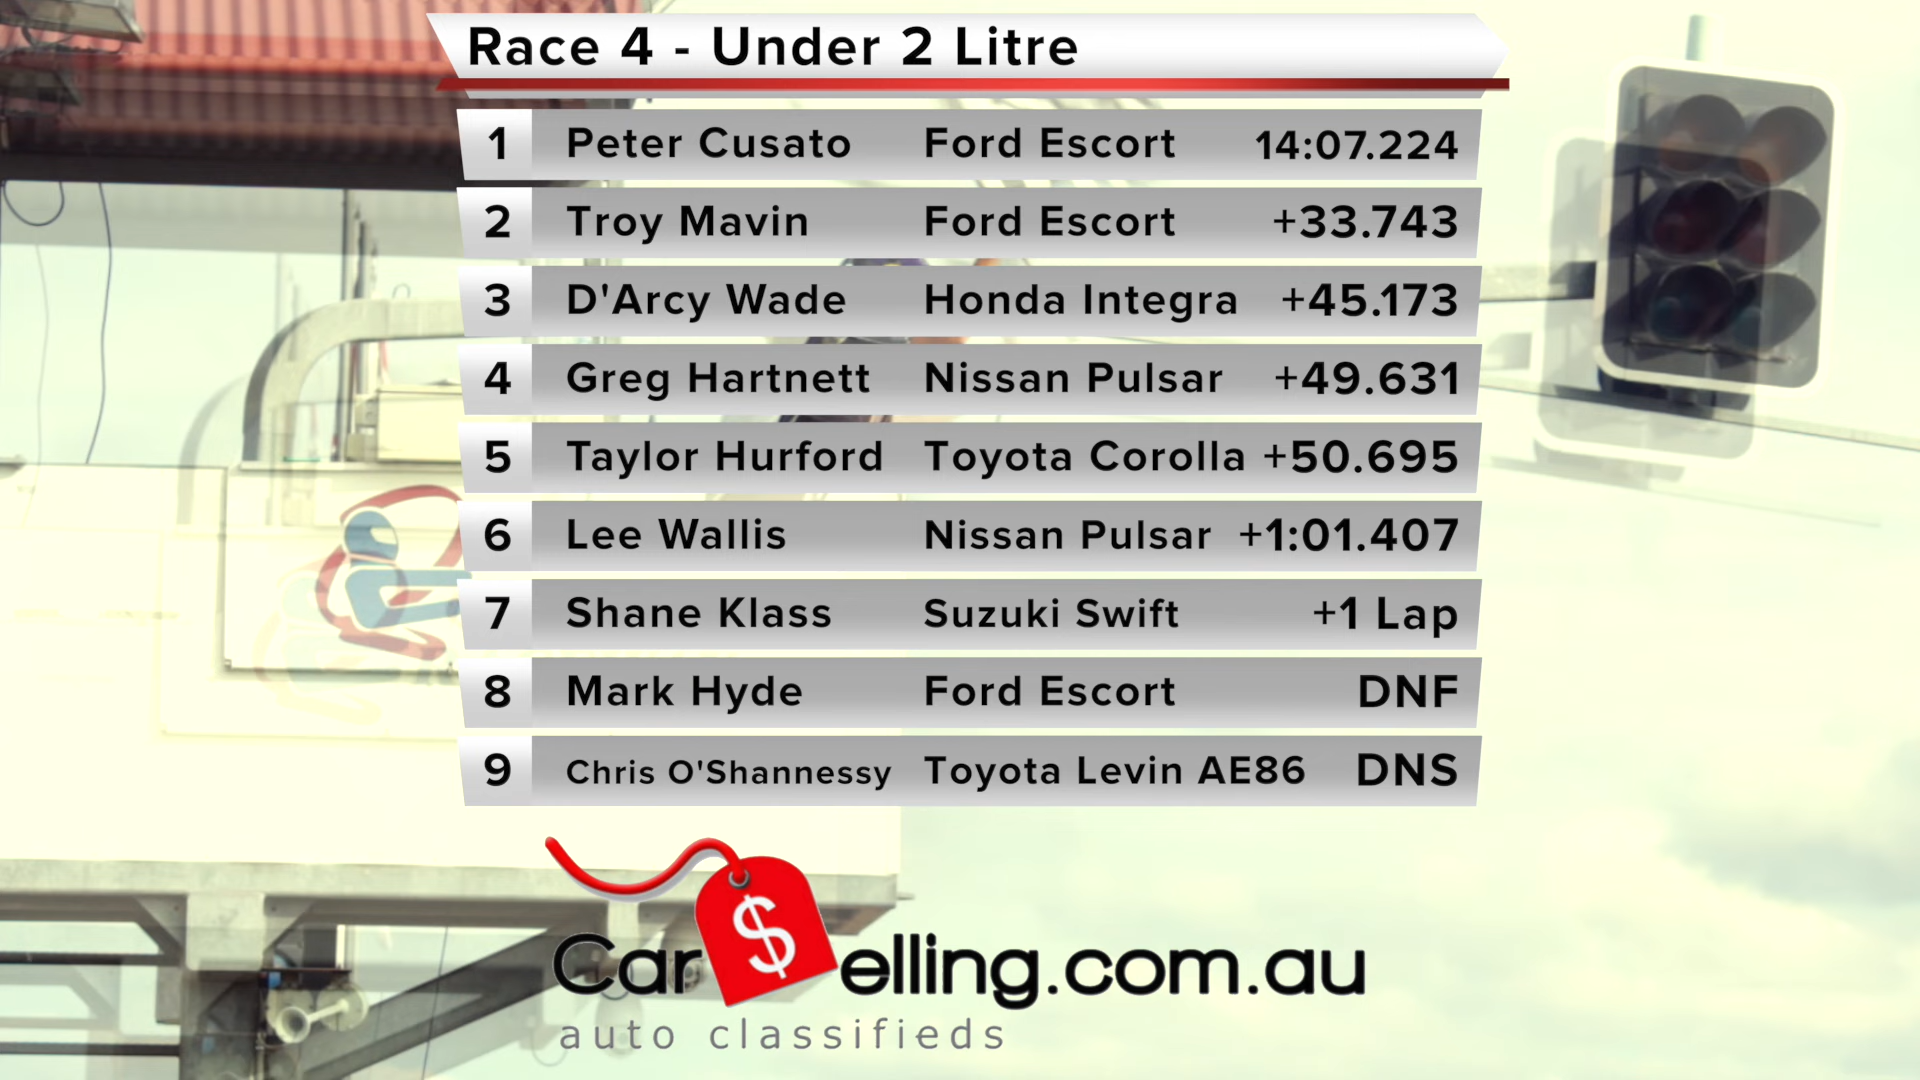 Race 4 - Under 2 Litre
1 Peter Cusato Ford Escort 14:07.224
2 Troy Mavin Ford Escort +33.743
3 D'Arcy Wade Honda Integra +45.173
4 Greg Hartnett Nissan Pulsar +49.631
5 Taylor Hurford Toyota Corolla +50.695
6 Lee Wallis Nissan Pulsar +1:01.407
7 Shane Klass Suzuki Swift +1 Lap
8 Mark Hyde Ford Escort DNF
9 Chris O'Shannessy Toyota Levin AE86 DNS
Car$elling.com.au
auto classifieds